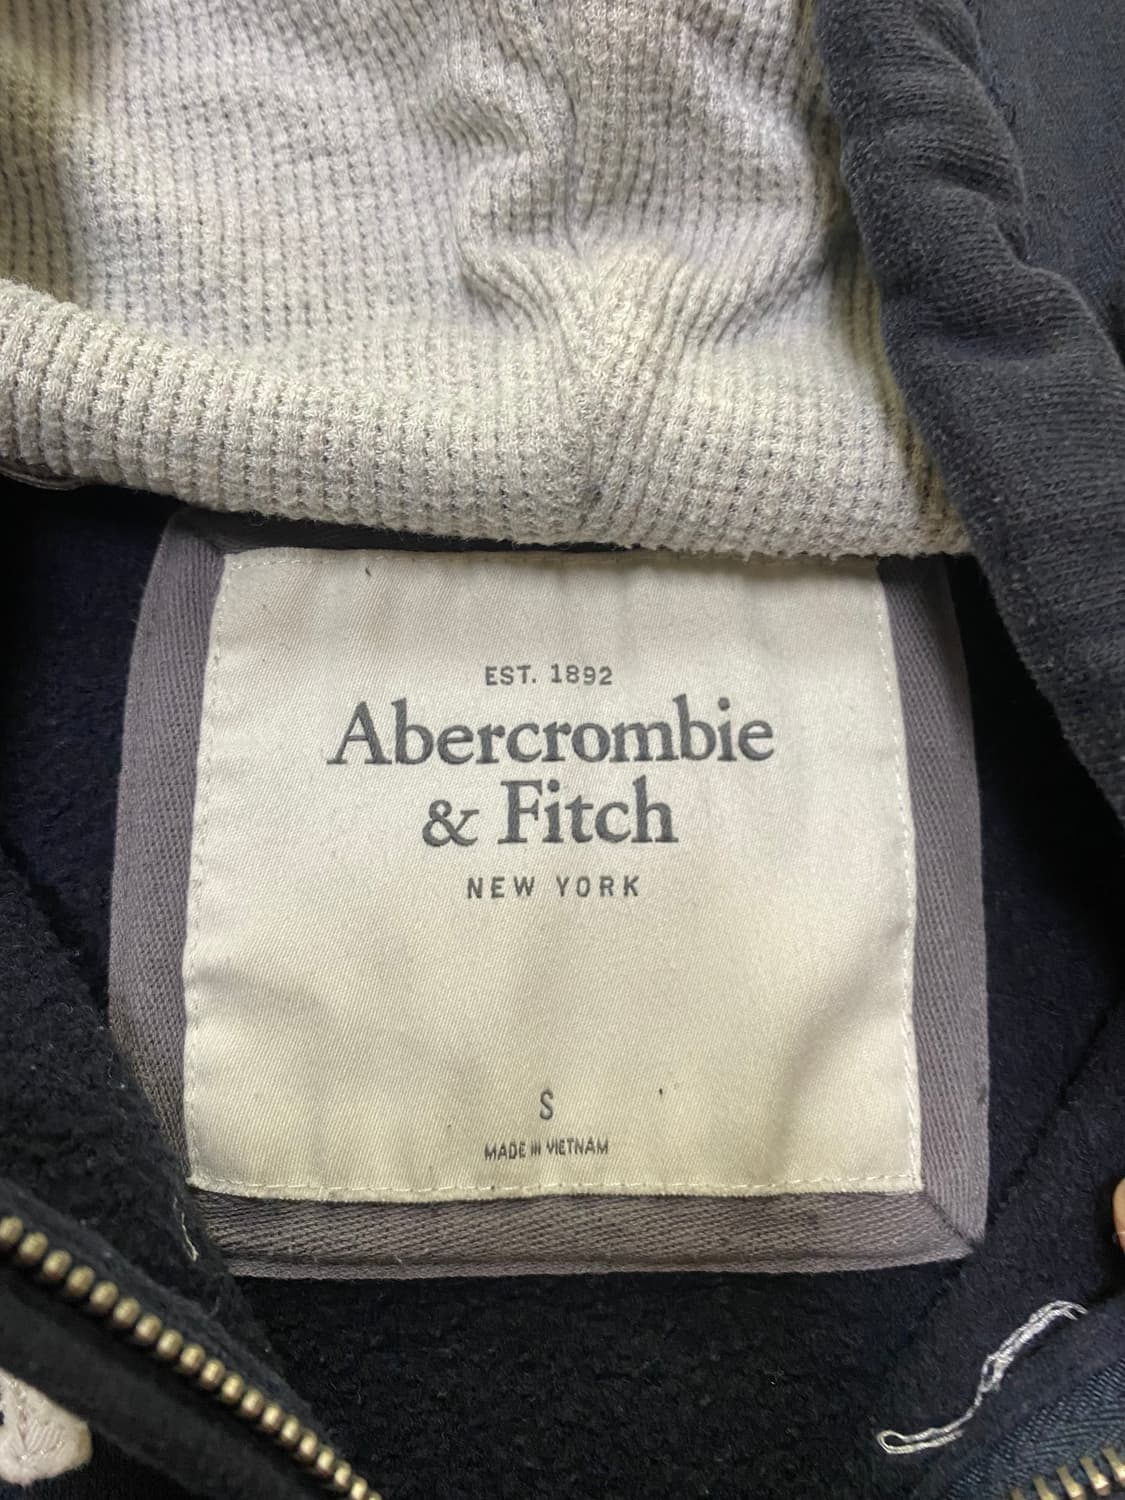 EST. 1892
Abercrombie
& Fitch
NEW YORK
S
MADE IN VIETNAM